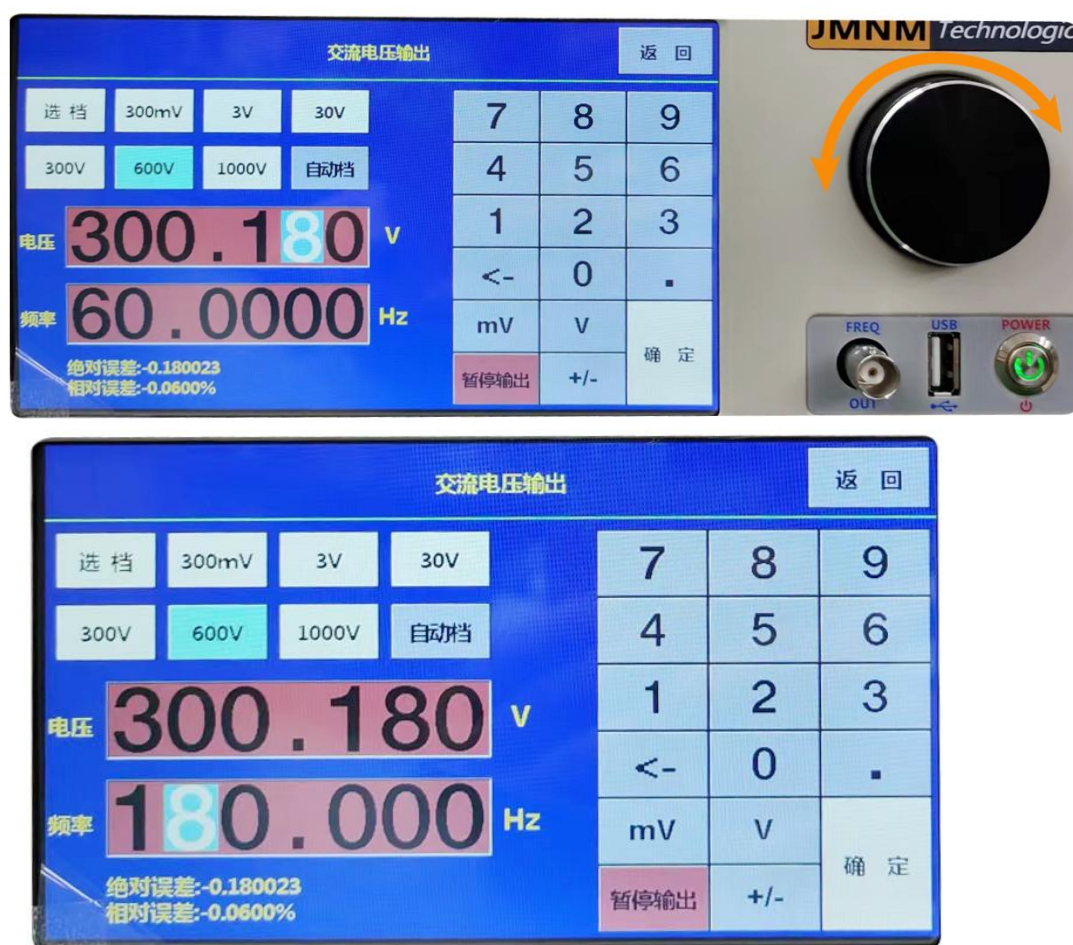 交流电压输出
返 回
选 档 300mV 3V 30V
300V 600V 1000V 自动档
电压 300.180 V
频率 60.0000 Hz
绝对误差:-0.180023
相对误差:-0.0600%
7 8 9
4 5 6
1 2 3
<- 0 .
mV V
确 定
暂停输出 +/-
JMNM Technologic
FREQ USB POWER
OUT
交流电压输出
返 回
选 档 300mV 3V 30V
300V 600V 1000V 自动档
电压 300.180 V
频率 180.000 Hz
绝对误差:-0.180023
相对误差:-0.0600%
7 8 9
4 5 6
1 2 3
<- 0 .
mV V
确 定
暂停输出 +/-